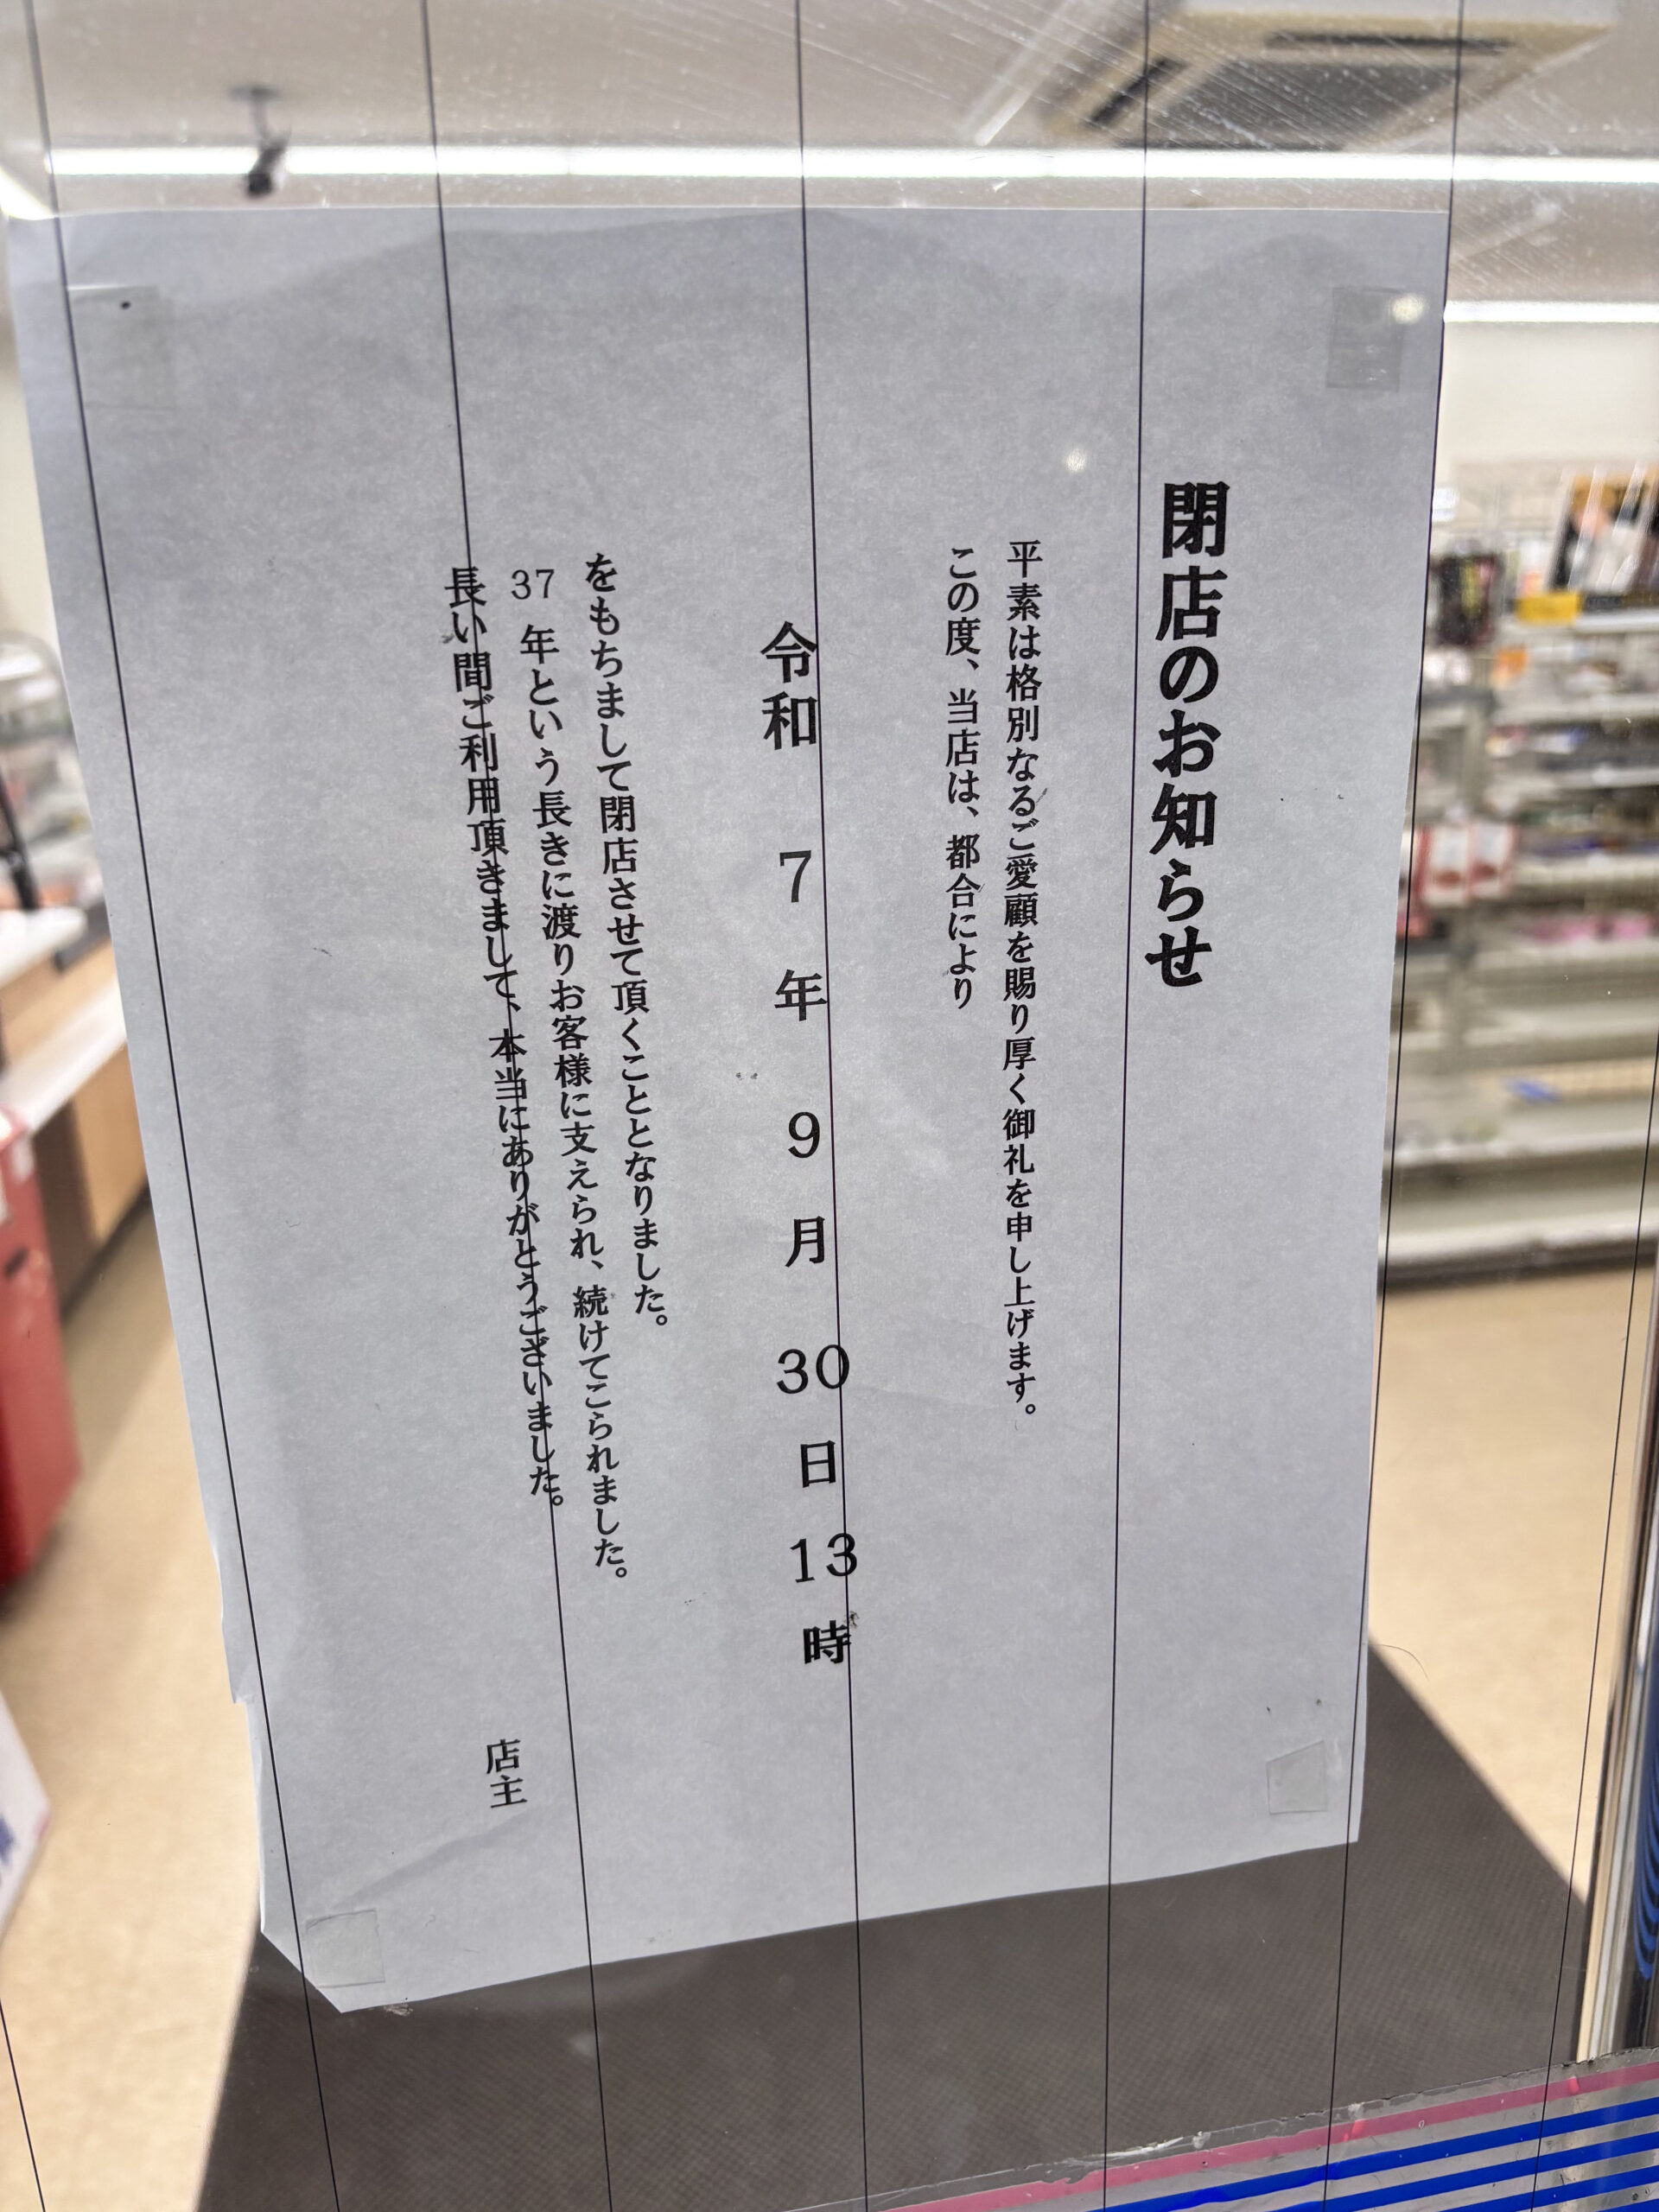 閉店のお知らせ
平素は格別なるご愛顧を賜り厚く御礼を申し上げます。
この度、当店は、都合により
令和 7 年 9 月 30 日 13 時
をもちまして閉店させて頂くこととなりました。
37 年という長きに渡りお客様に支えられ、続けてこられました。
長い間ご利用頂きまして、本当にありがとうございました。
店主